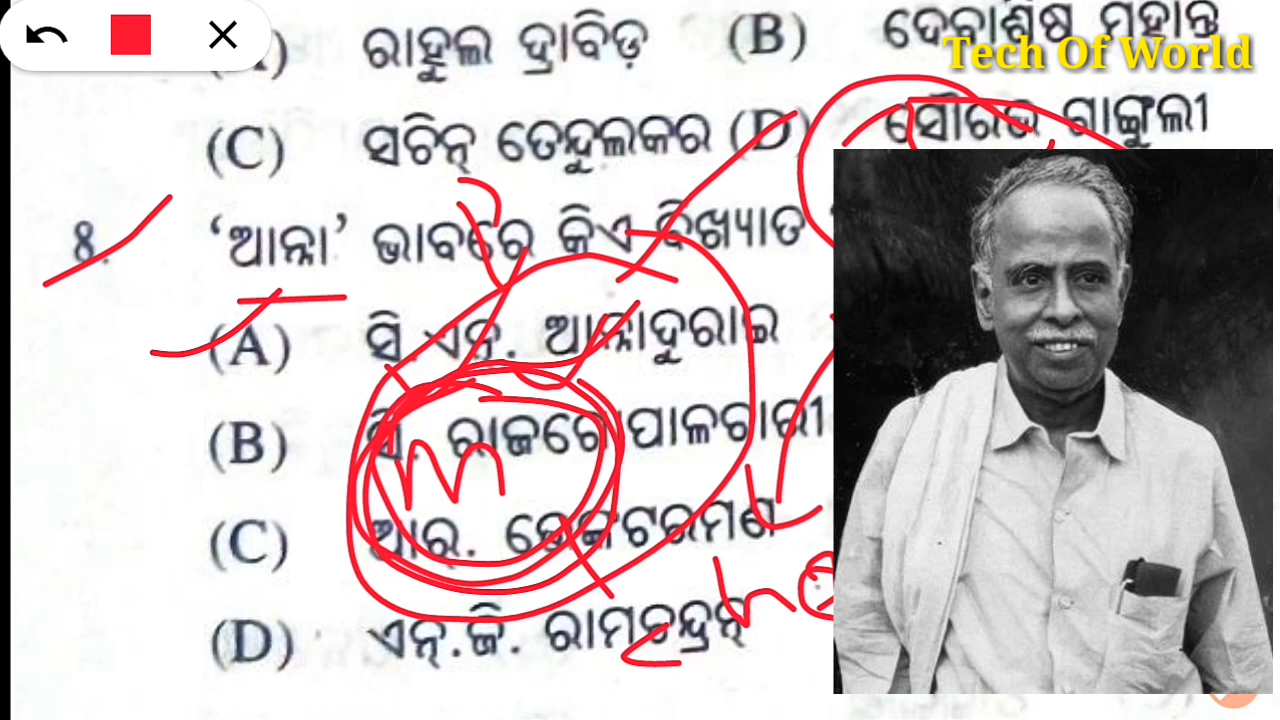 (A) ରାହୁଲ ଦ୍ରାବିଡ଼ (B) ଦେବାଶିଷ ମହାନ୍ତି
Tech Of World
(C) ସଚିନ୍ ତେନ୍ଦୁଲକର (D) ସୌରଭ ଗାଙ୍ଗୁଲୀ
8. ‘ଆନ୍ନା’ ଭାବରେ କିଏ ବିଖ୍ୟାତ
(A) ସି.ଏନ୍. ଆନ୍ନାଦୁରାଇ
(B) ସି. ରାଜଗୋପାଳଚାରୀ
(C) ଆର୍. ଭେଙ୍କଟରମଣ
(D) ଏନ୍.ଜି. ରାମଚନ୍ଦ୍ରନ୍